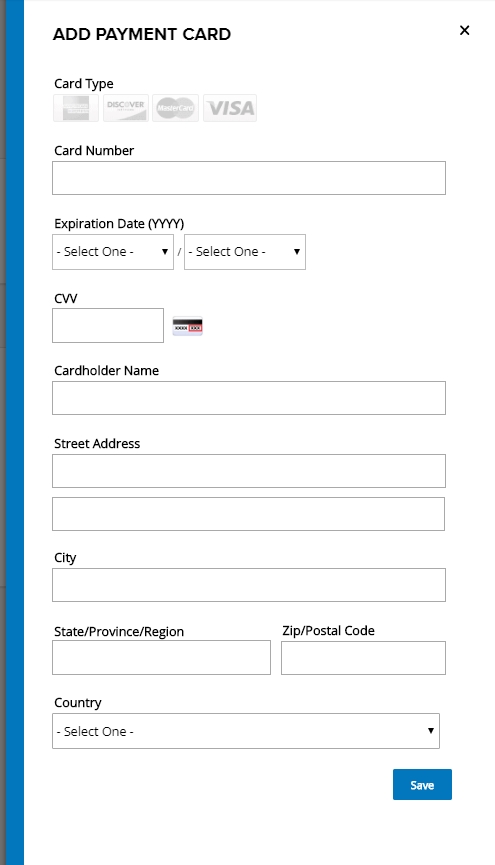 ADD PAYMENT CARD
Card Type
DISCOVER MasterCard VISA
Card Number
Expiration Date (YYYY)
- Select One - / - Select One -
CVV
Cardholder Name
Street Address
City
State/Province/Region Zip/Postal Code
Country
- Select One -
Save